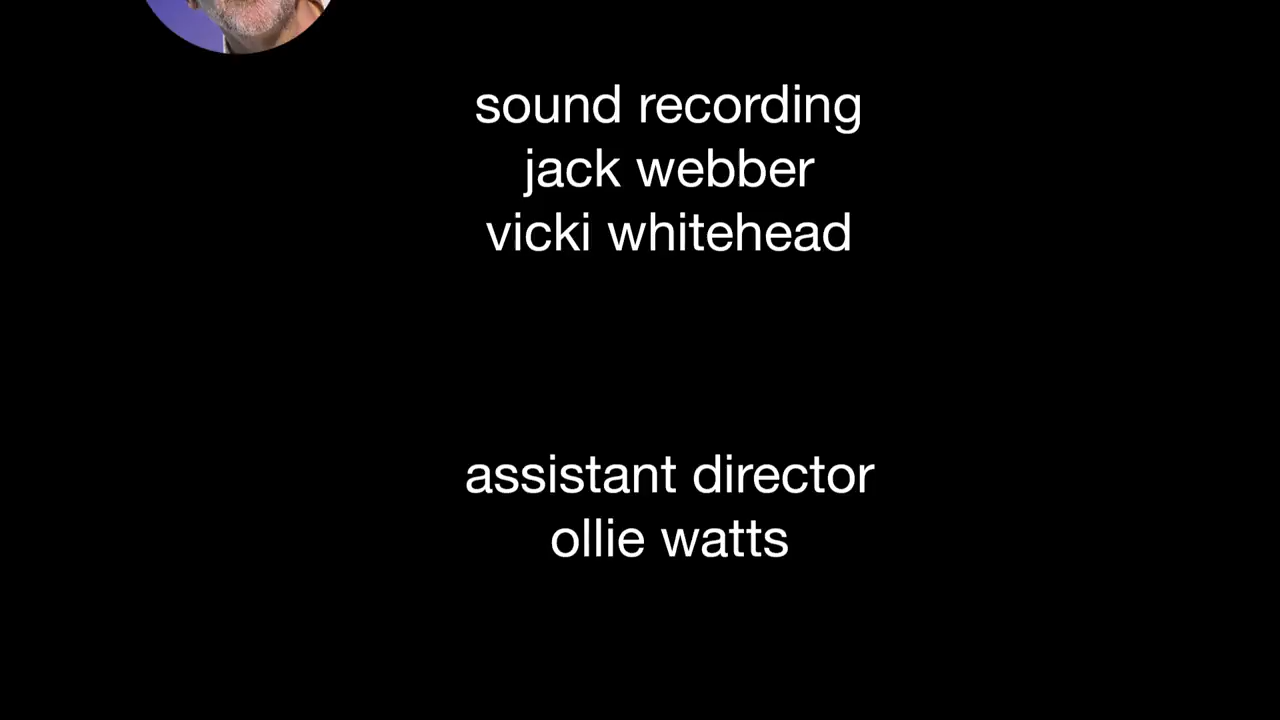 sound recording
jack webber
vicki whitehead
assistant director
ollie watts